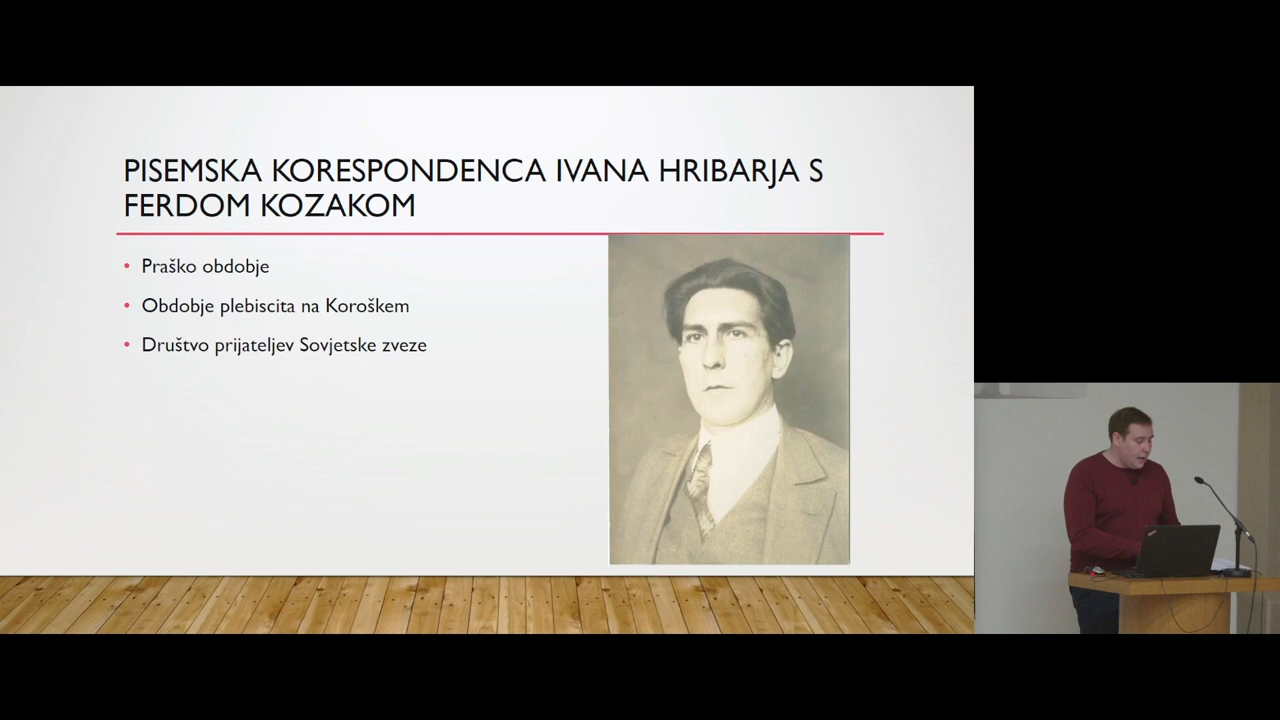 PISEMSKA KORESPONDENCA IVANA HRIBARJA S
FERDOM KOZAKOM
• Praško obdobje
• Obdobje plebiscita na Koroškem
• Društvo prijateljev Sovjetske zveze